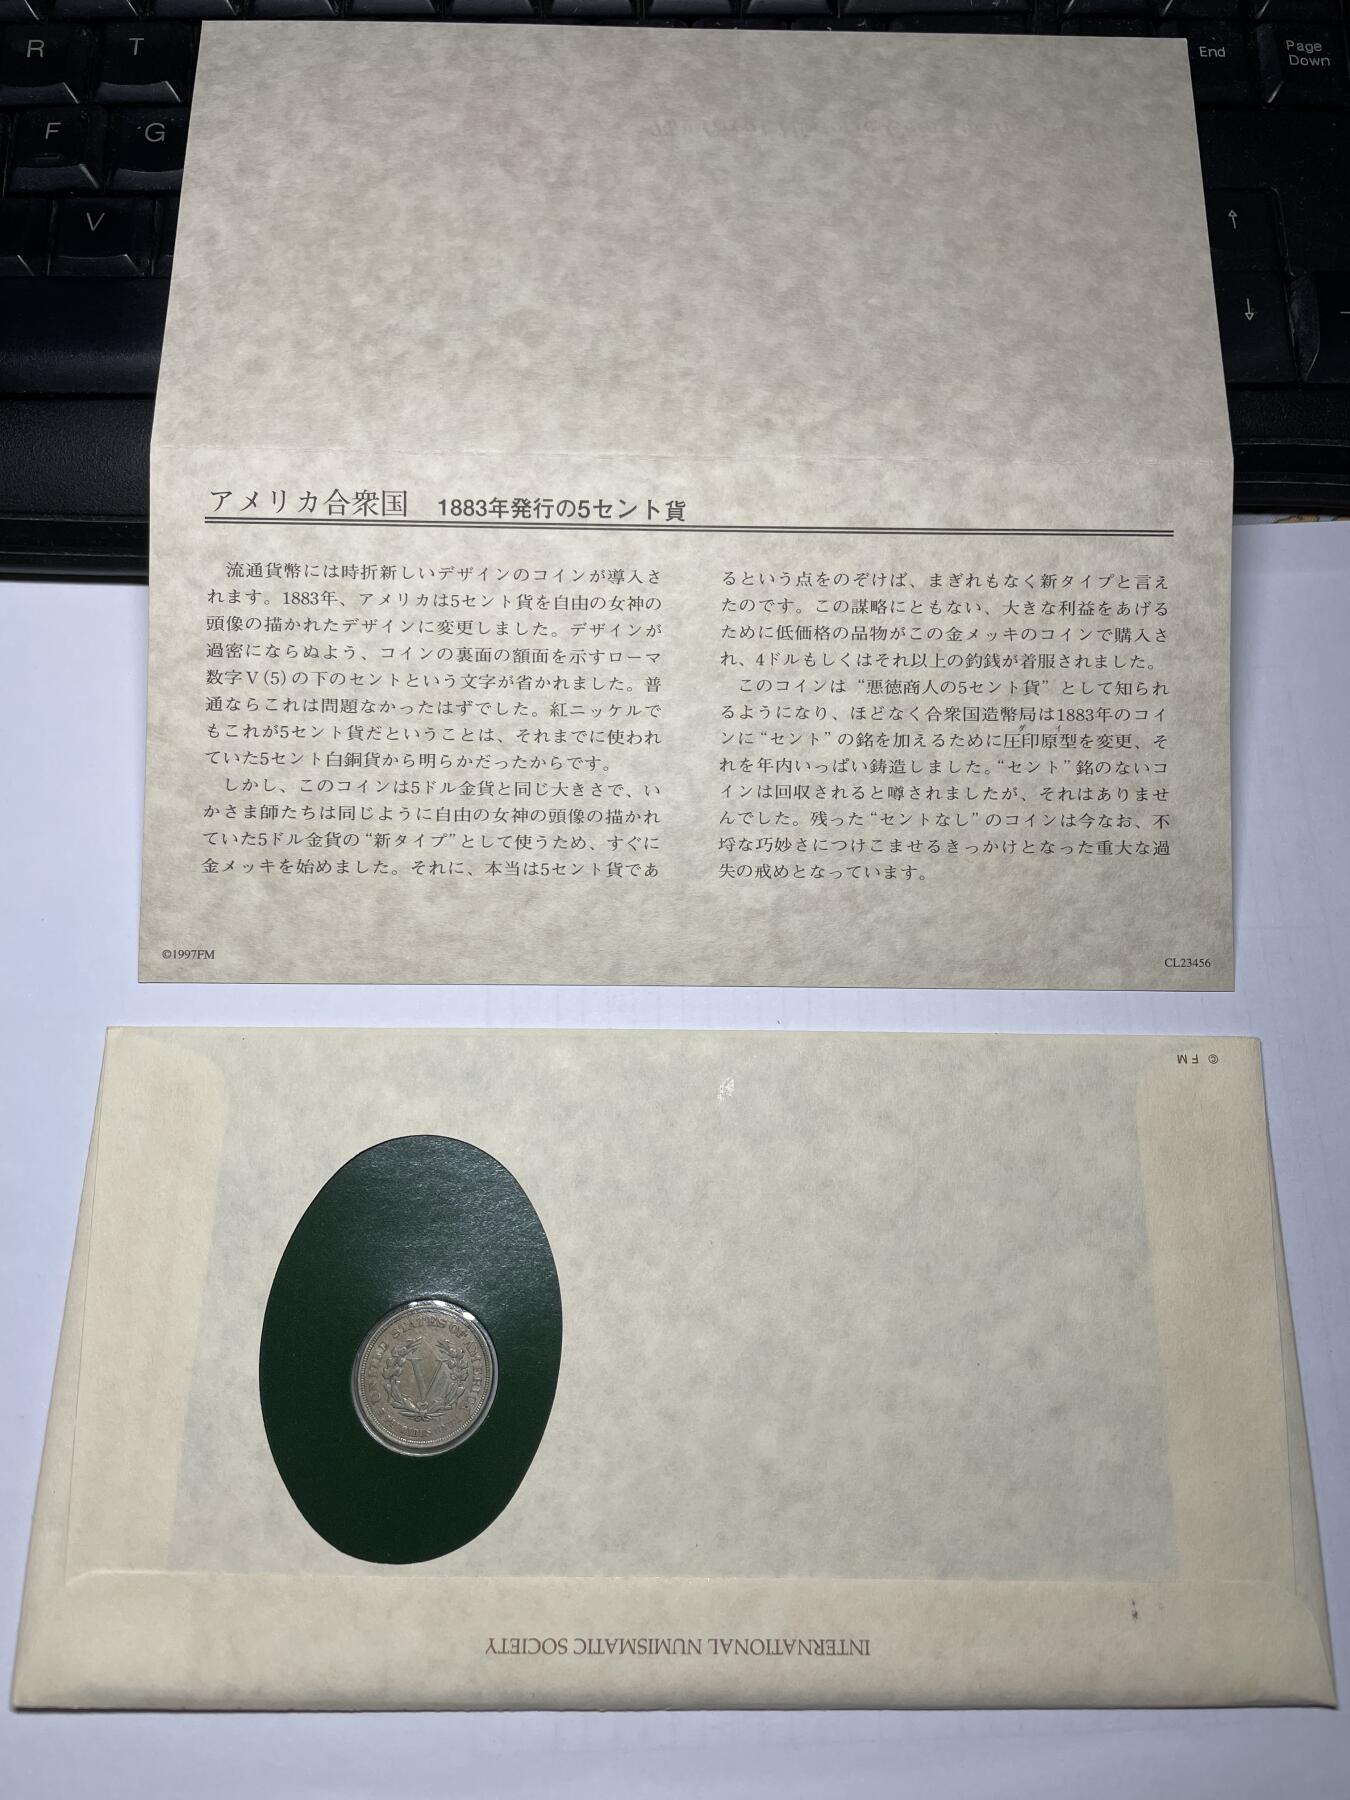 R
T
End
Page
Down
F
G
V
↑
↓
アメリカ合衆国 1883年発行の5セント貨
流通貨幣には時折新しいデザインのコインが導入さ
れます。1883年、アメリカは5セント貨を自由の女神の
頭像の描かれたデザインに変更しました。デザインが
過密にならぬよう、コインの裏面の額面を示すローマ
数字V(5)の下のセントという文字が省かれました。普
通ならこれは問題なかったはずでした。紅ニッケルで
もこれが5セント貨だということは、それまでに使われ
ていた5セント白銅貨から明らかだったからです。
しかし、このコインは5ドル金貨と同じ大きさで、い
かさま師たちは同じように自由の女神の頭像の描かれ
ていた5ドル金貨の“新タイプ”として使うため、すぐに
金メッキを始めました。それに、本当は5セント貨であ
るという点をのぞけば、まぎれもなく新タイプと言え
たのです。この謀略にともない、大きな利益をあげる
ために低価格の品物がこの金メッキのコインで購入さ
れ、4ドルもしくはそれ以上の釣銭が着服されました。
このコインは“悪徳商人の5セント貨”として知られ
るようになり、ほどなく合衆国造幣局は1883年のコイ
ンに“セント”の銘を加えるために圧印原型を変更、そ
れを年内いっぱい鋳造しました。“セント”銘のないコ
インは回収されると噂されましたが、それはありませ
んでした。残った“セントなし”のコインは今なお、不
埒な巧妙さにつけこませるきっかけとなった重大な過
失の戒めとなっています。
©1997FM
CL23456
© FM
UNITED STATES OF AMERICA
V
INTERNATIONAL NUMISMATIC SOCIETY